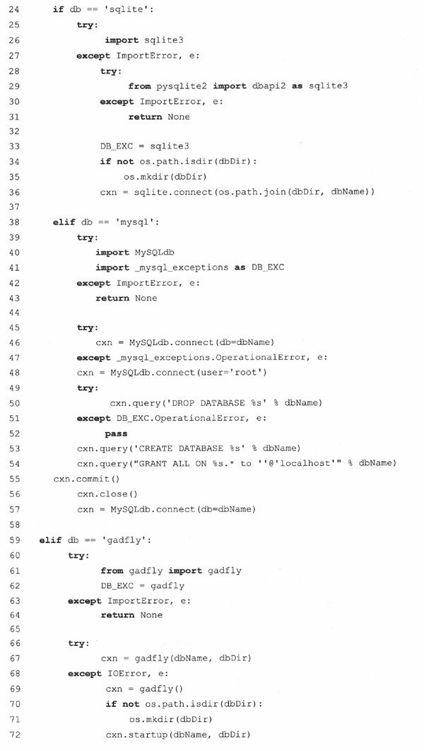 24 if db == 'sqlite':
25 try:
26 import sqlite3
27 except ImportError, e:
28 try:
29 from pysqlite2 import dbapi2 as sqlite3
30 except ImportError, e:
31 return None
32
33 DB_EXC = sqlite3
34 if not os.path.isdir(dbDir):
35 os.mkdir(dbDir)
36 cxn = sqlite.connect(os.path.join(dbDir, dbName))
37
38 elif db == 'mysql':
39 try:
40 import MySQLdb
41 import _mysql_exceptions as DB_EXC
42 except ImportError, e:
43 return None
44
45 try:
46 cxn = MySQLdb.connect(db=dbName)
47 except _mysql_exceptions.OperationalError, e:
48 cxn = MySQLdb.connect(user='root')
49 try:
50 cxn.query('DROP DATABASE %s' % dbName)
51 except DB_EXC.OperationalError, e:
52 pass
53 cxn.query('CREATE DATABASE %s' % dbName)
54 cxn.query("GRANT ALL ON %s.* to ''@'localhost'" % dbName)
55 cxn.commit()
56 cxn.close()
57 cxn = MySQLdb.connect(db=dbName)
58
59 elif db == 'gadfly':
60 try:
61 from gadfly import gadfly
62 DB_EXC = gadfly
63 except ImportError, e:
64 return None
65
66 try:
67 cxn = gadfly(dbName, dbDir)
68 except IOError, e:
69 cxn = gadfly()
70 if not os.path.isdir(dbDir):
71 os.mkdir(dbDir)
72 cxn.startup(dbName, dbDir)